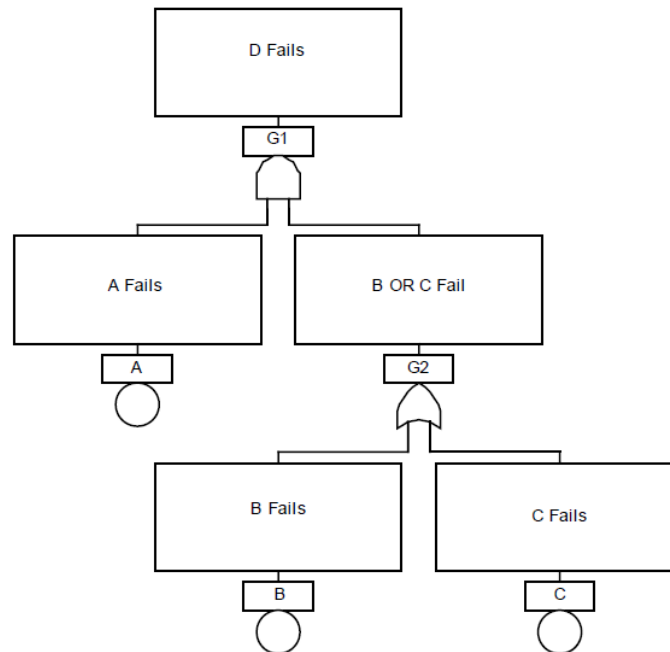 D Fails
G1
A Fails
B OR C Fail
A
G2
B Fails
C Fails
B
C